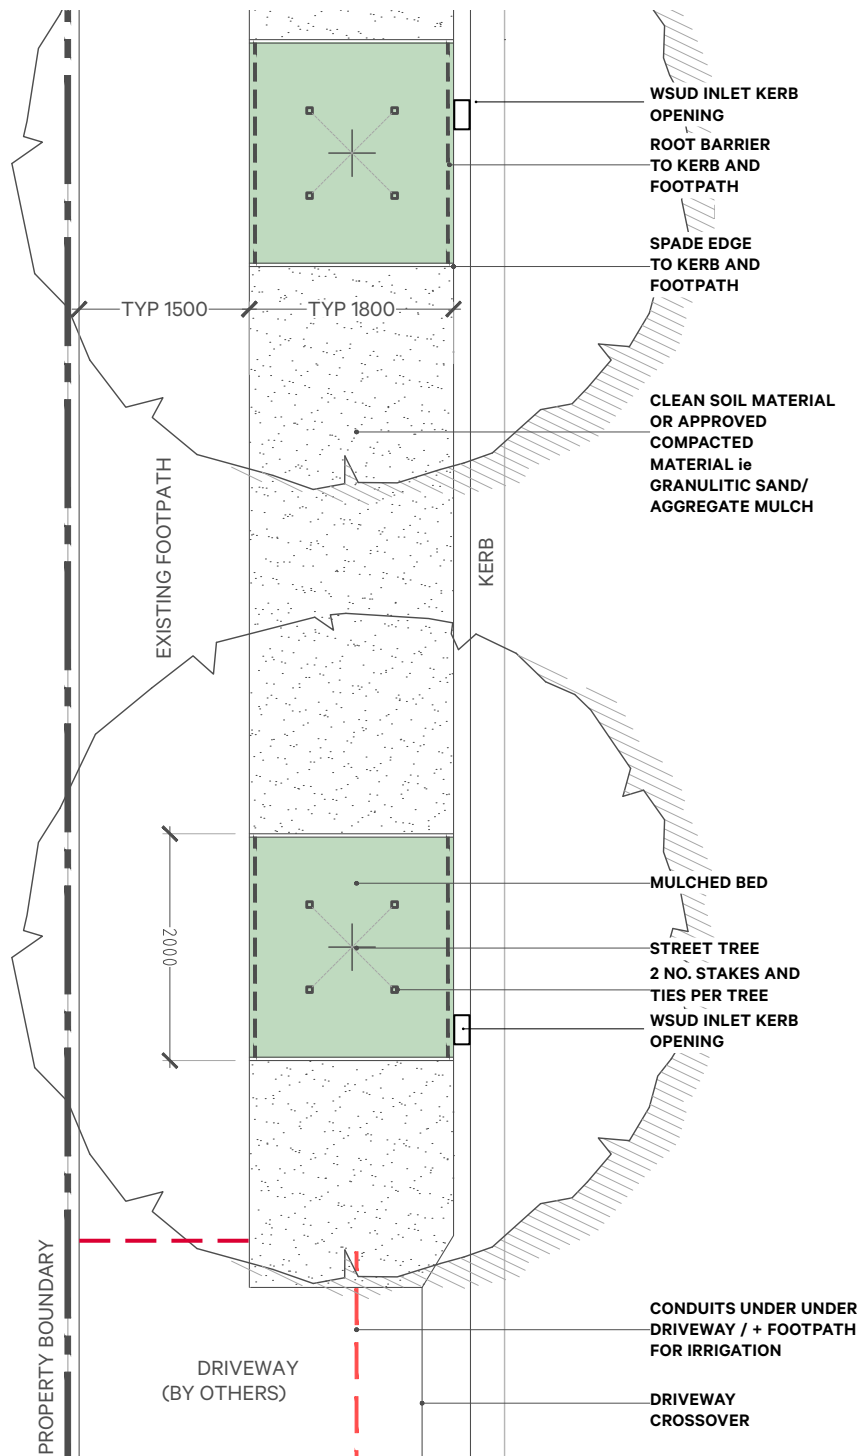 WSUD INLET KERB
OPENING
ROOT BARRIER
TO KERB AND
FOOTPATH
SPADE EDGE
TO KERB AND
FOOTPATH
TYP 1500
TYP 1800
CLEAN SOIL MATERIAL
OR APPROVED
COMPACTED
MATERIAL ie
GRANULITIC SAND/
AGGREGATE MULCH
EXISTING FOOTPATH
KERB
MULCHED BED
2000
STREET TREE
2 NO. STAKES AND
TIES PER TREE
WSUD INLET KERB
OPENING
PROPERTY BOUNDARY
CONDUITS UNDER UNDER
DRIVEWAY / + FOOTPATH
FOR IRRIGATION
DRIVEWAY
(BY OTHERS)
DRIVEWAY
CROSSOVER